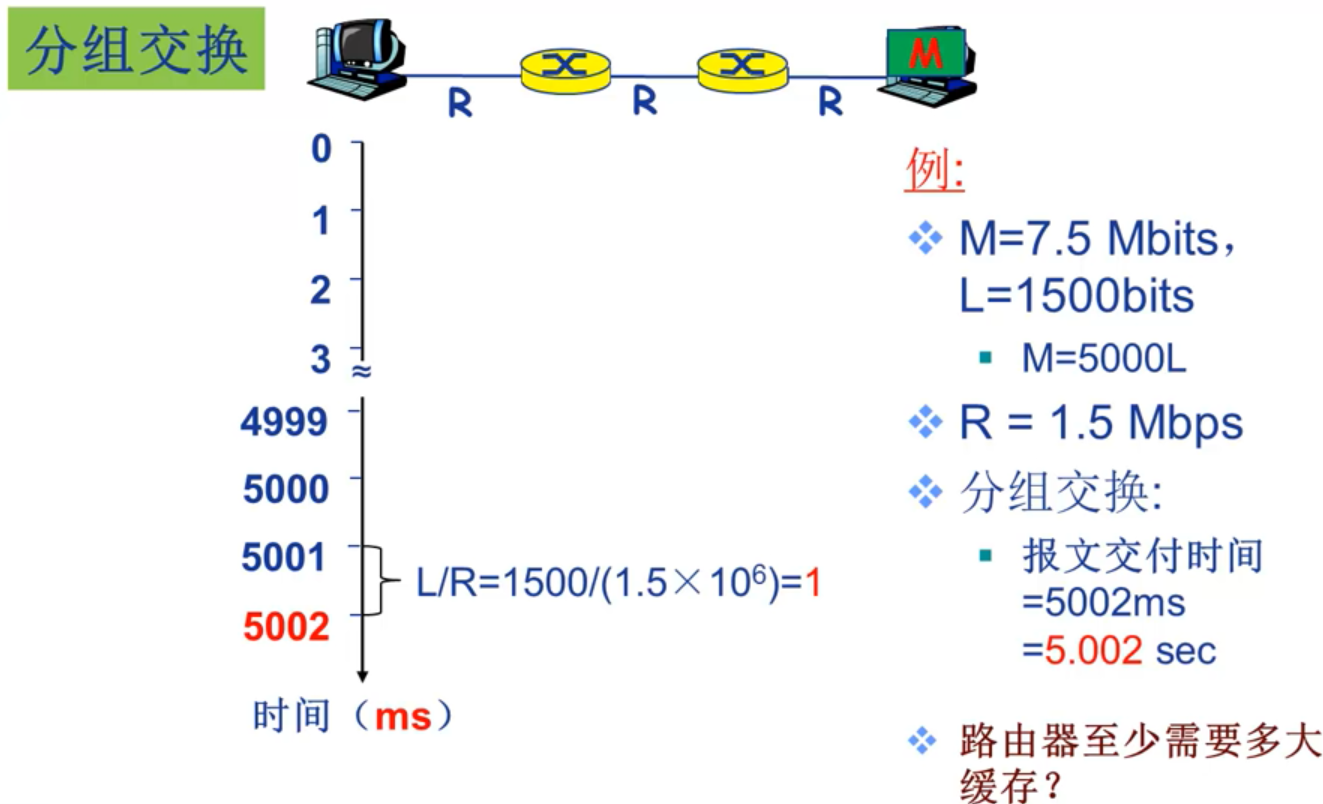 分组交换
M
R
R
R
0
1
2
3
≈
4999
5000
5001
5002
L/R=1500/(1.5×10⁶)=1
时间（ms）
例:
M=7.5 Mbits，
L=1500bits
M=5000L
R = 1.5 Mbps
分组交换:
报文交付时间
=5002ms
=5.002 sec
路由器至少需要多大
缓存？